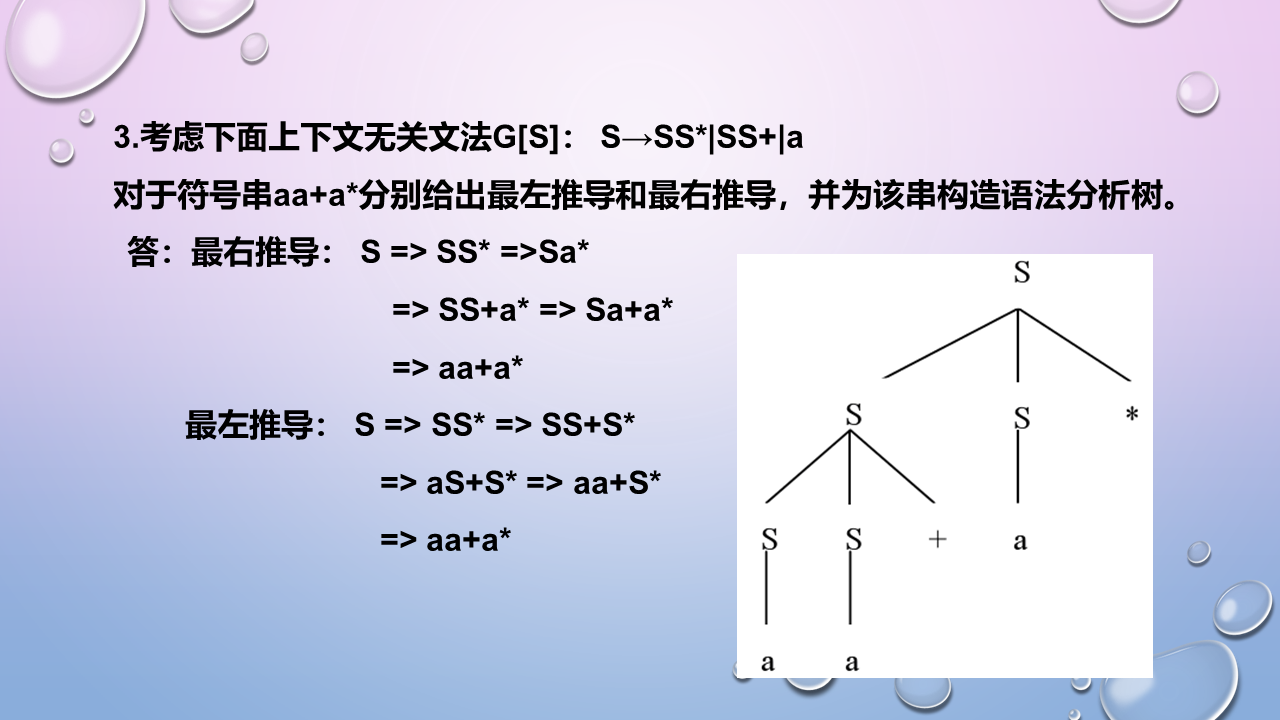 3.考虑下面上下文无关文法G[S]： S→SS*|SS+|a
对于符号串aa+a*分别给出最左推导和最右推导，并为该串构造语法分析树。
答：最右推导： S => SS* =>Sa*
=> SS+a* => Sa+a*
=> aa+a*
最左推导： S => SS* => SS+S*
=> aS+S* => aa+S*
=> aa+a*
S
S S *
S S + a
a a